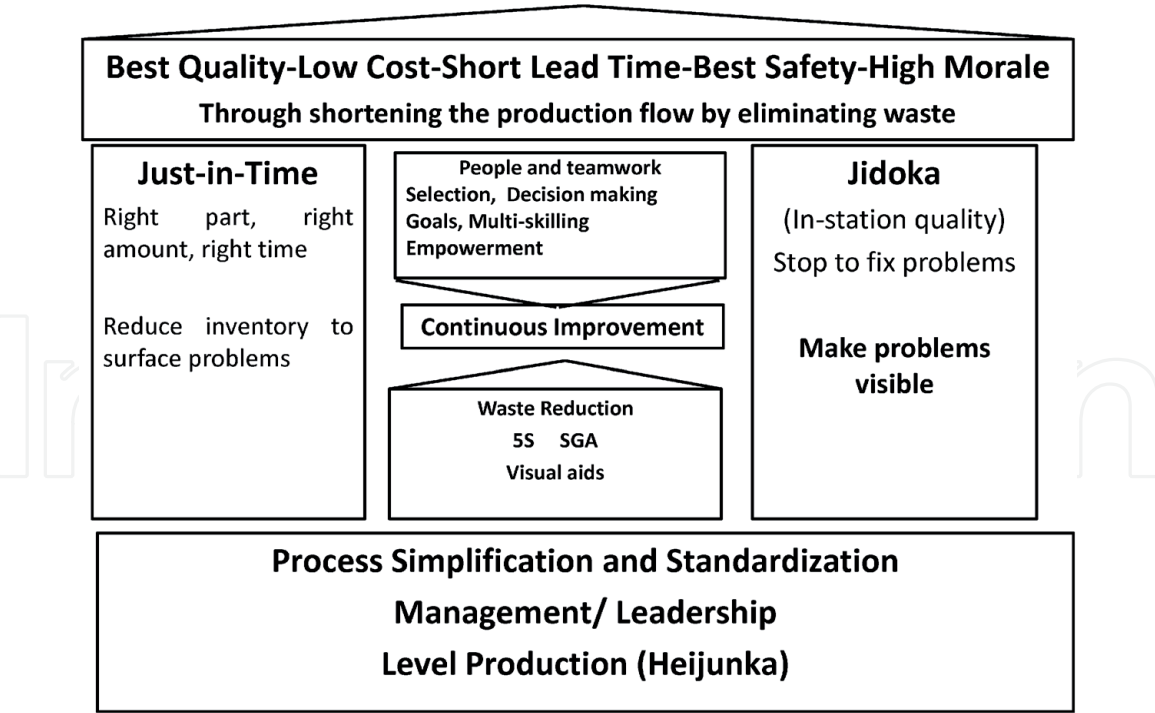 Best Quality-Low Cost-Short Lead Time-Best Safety-High Morale
Through shortening the production flow by eliminating waste
Just-in-Time
Right part, right
amount, right time
Reduce inventory to
surface problems
People and teamwork
Selection, Decision making
Goals, Multi-skilling
Empowerment
Continuous Improvement
Waste Reduction
5S SGA
Visual aids
Jidoka
(In-station quality)
Stop to fix problems
Make problems
visible
Process Simplification and Standardization
Management/ Leadership
Level Production (Heijunka)